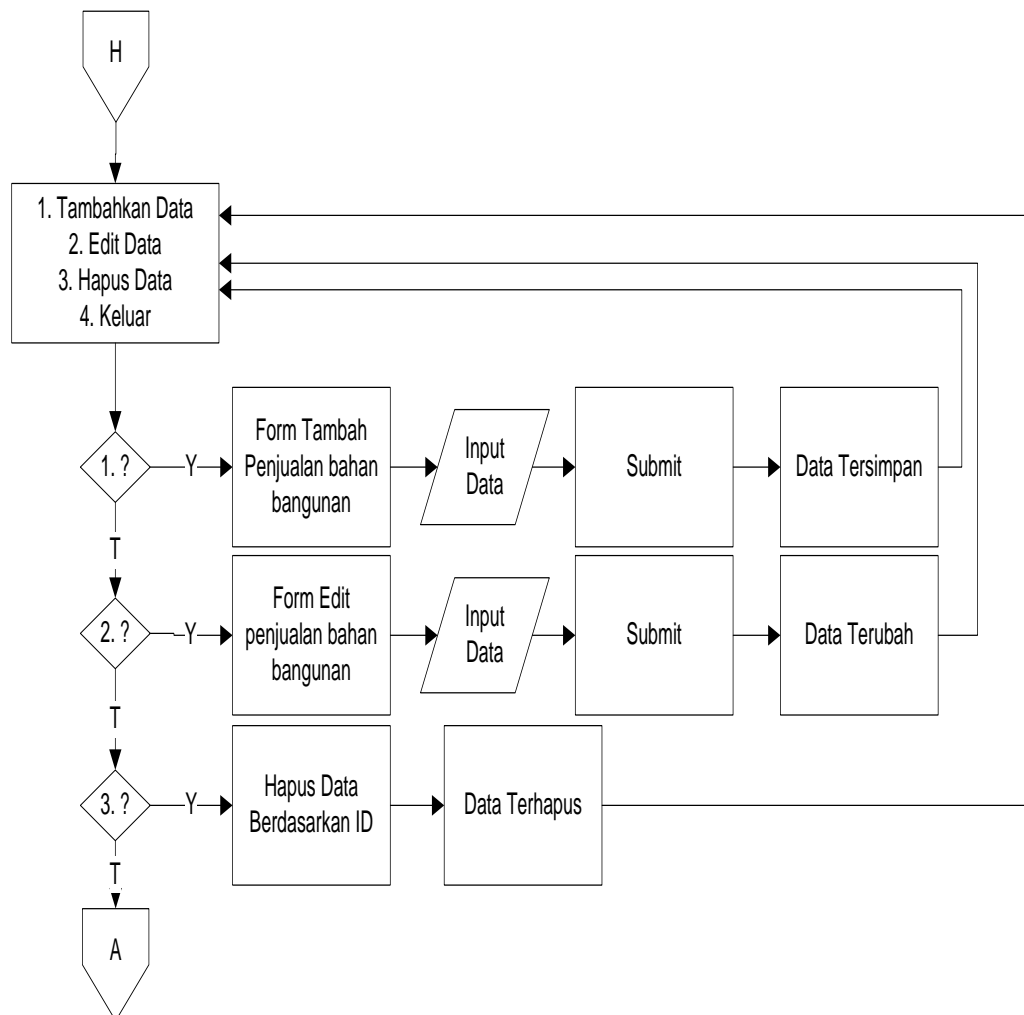 H
1. Tambahkan Data
2. Edit Data
3. Hapus Data
4. Keluar
1. ?
Y
Form Tambah
Penjualan bahan
bangunan
Input
Data
Submit
Data Tersimpan
T
2. ?
Y
Form Edit
penjualan bahan
bangunan
Input
Data
Submit
Data Terubah
T
3. ?
Y
Hapus Data
Berdasarkan ID
Data Terhapus
T
A